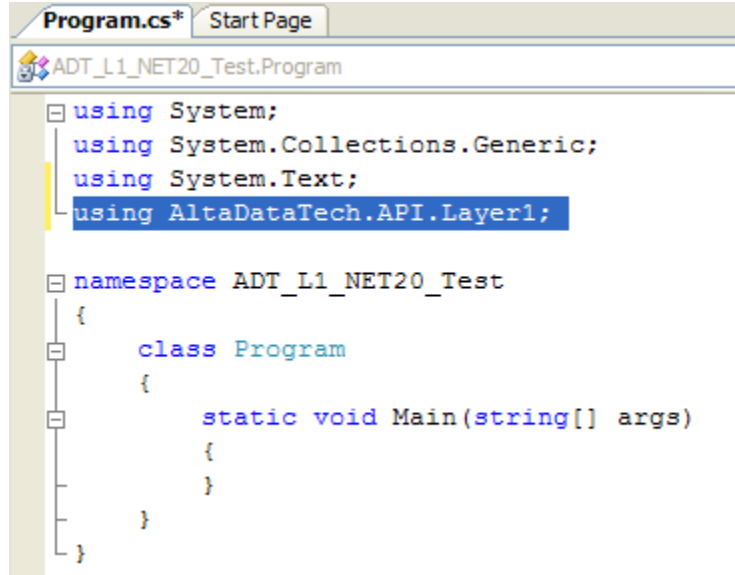 Program.cs* Start Page
ADT_L1_NET20_Test.Program
using System;
using System.Collections.Generic;
using System.Text;
using AltaDataTech.API.Layer1;
namespace ADT_L1_NET20_Test
{
class Program
{
static void Main(string[] args)
{
}
}
}